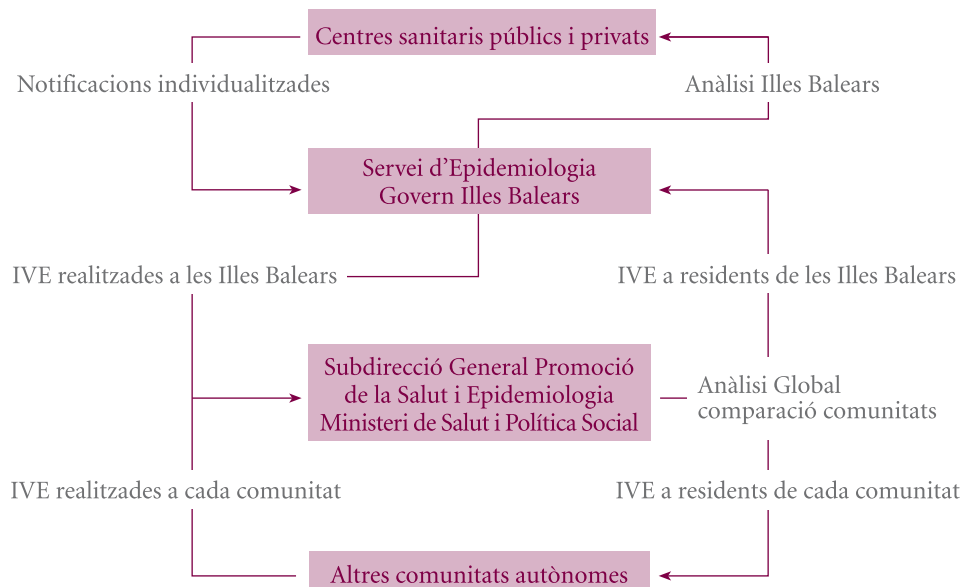 Centres sanitaris públics i privats
Notificacions individualitzades
Anàlisi Illes Balears
Servei d’Epidemiologia
Govern Illes Balears
IVE realitzades a les Illes Balears
IVE a residents de les Illes Balears
Subdirecció General Promoció
de la Salut i Epidemiologia
Ministeri de Salut i Política Social
Anàlisi Global
comparació comunitats
IVE realitzades a cada comunitat
IVE a residents de cada comunitat
Altres comunitats autònomes